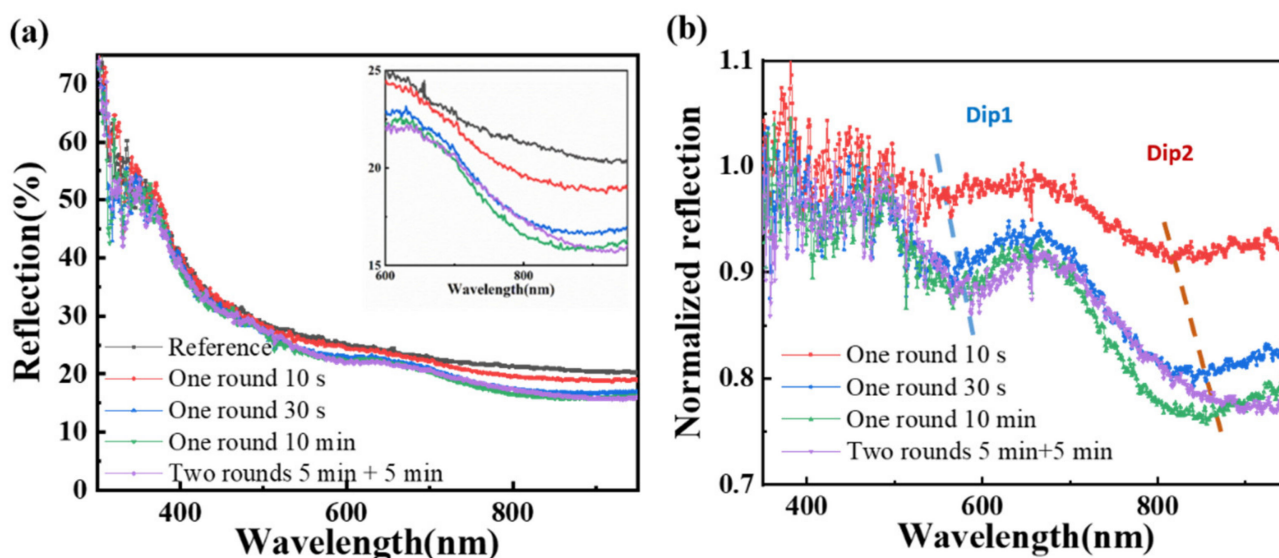 (a)
Reflection(%)
70
60
50
40
30
20
15
0
400
600
800
Wavelength(nm)
Reference
One round 10 s
One round 30 s
One round 10 min
Two rounds 5 min + 5 min
25
20
15
600
800
Wavelength(nm)
(b)
Normalized reflection
1.1
1.0
0.9
0.8
0.7
400
600
800
Wavelength(nm)
Dip1
Dip2
One round 10 s
One round 30 s
One round 10 min
Two rounds 5 min+5 min